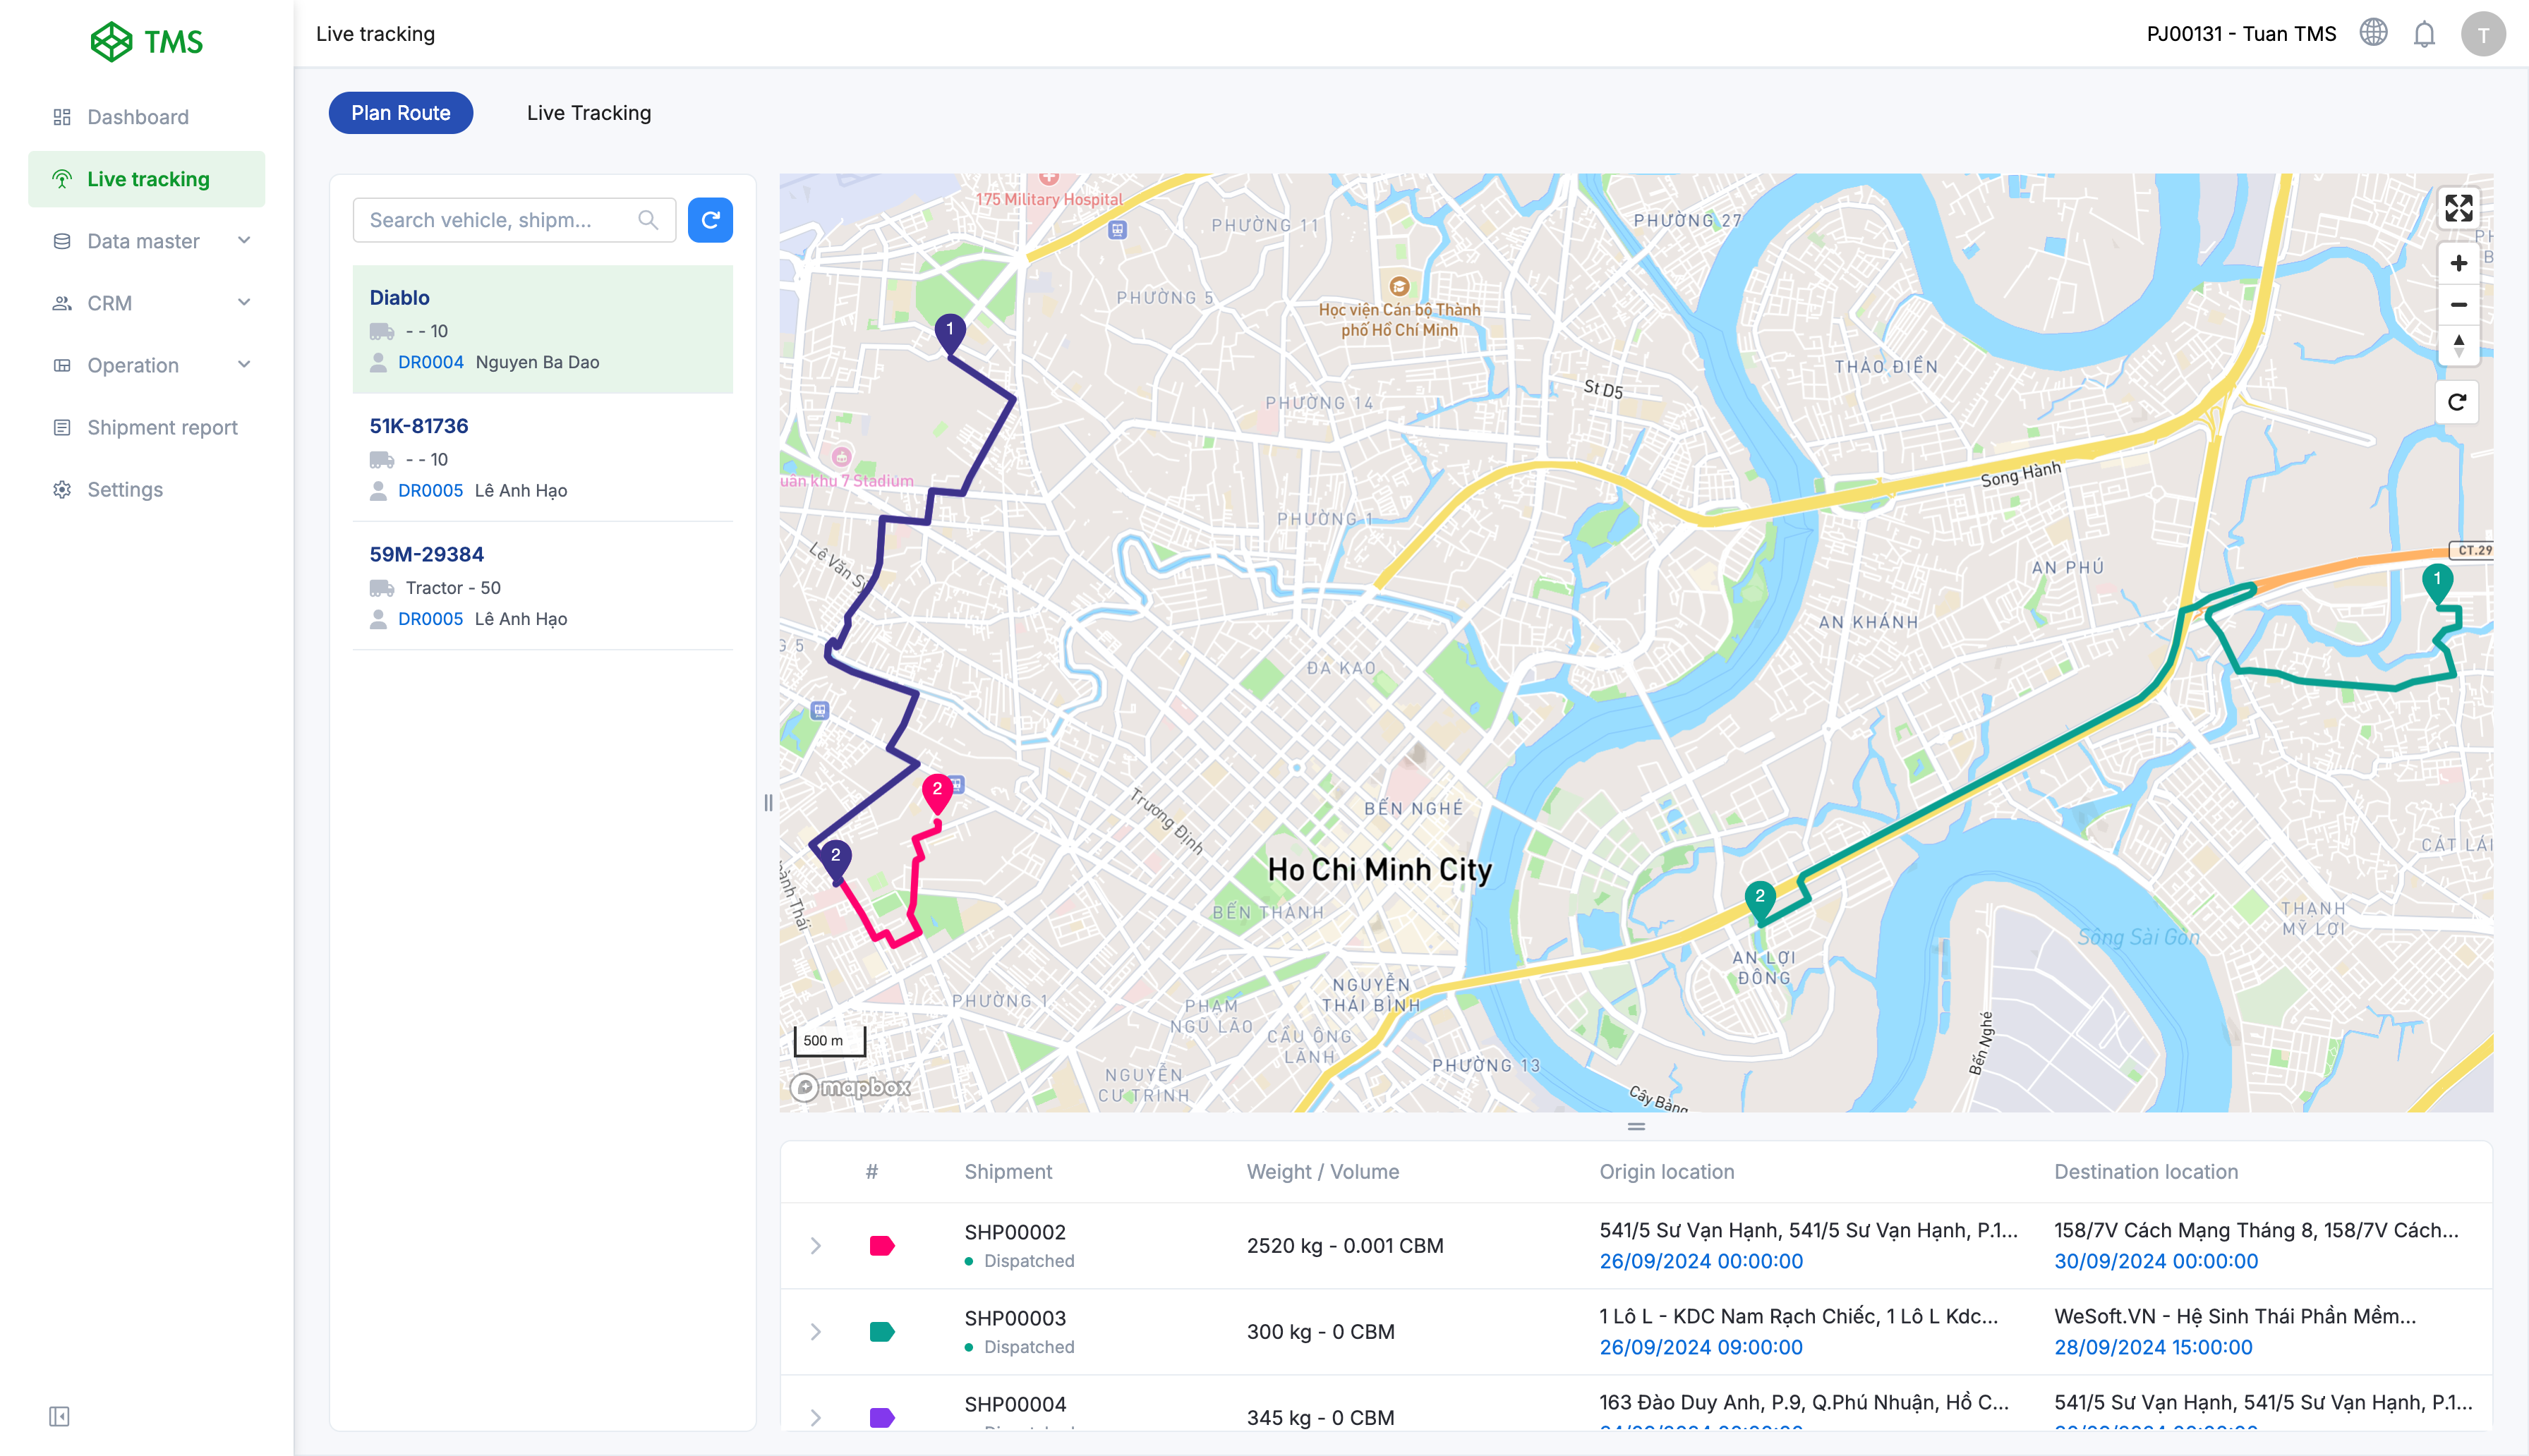 TMS
Dashboard
Live tracking
Data master
CRM
Operation
Shipment report
Settings
Live tracking
PJ00131 - Tuan TMS
T
Plan Route
Live Tracking
Search vehicle, shipm...
Diablo
- - 10
DR0004 Nguyen Ba Dao
51K-81736
- - 10
DR0005 Lê Anh Hạo
59M-29384
Tractor - 50
DR0005 Lê Anh Hạo
175 Military Hospital
PHƯỜNG 11
PHƯỜNG 27
PHƯỜNG 5
Học viện Cán bộ Thành
phố Hồ Chí Minh
1
THẢO ĐIỀN
St D5
PHƯỜNG 14
Song Hành
uân khu 7 Stadium
PHƯỜNG 1
Lê Văn Sỹ
CT.29
AN PHÚ
1
AN KHÁNH
G 5
ĐA KAO
2
Trương Định
BẾN NGHÉ
CÁT LÁI
2
Ho Chi Minh City
2
BẾN THÀNH
THẠNH
MỸ LỢI
Sông Sài Gòn
AN LỢI
ĐÔNG
NGUYỄN
THÁI BÌNH
PHƯỜNG 1
PHẠM
NGŨ LÃO
CẦU ÔNG
LÃNH
Bến Nghé
500 m
PHƯỜNG 13
NGUYỄN
CƯ TRINH
Cây Bàng
mapbox
# Shipment Weight / Volume Origin location Destination location
SHP00002
Dispatched
2520 kg - 0.001 CBM
541/5 Sư Vạn Hạnh, 541/5 Sư Vạn Hạnh, P.1...
26/09/2024 00:00:00
158/7V Cách Mạng Tháng 8, 158/7V Cách...
30/09/2024 00:00:00
SHP00003
Dispatched
300 kg - 0 CBM
1 Lô L - KDC Nam Rạch Chiếc, 1 Lô L Kdc...
26/09/2024 09:00:00
WeSoft.VN - Hệ Sinh Thái Phần Mềm...
28/09/2024 15:00:00
SHP00004
345 kg - 0 CBM
163 Đào Duy Anh, P.9, Q.Phú Nhuận, Hồ C...
541/5 Sư Vạn Hạnh, 541/5 Sư Vạn Hạnh, P.1...